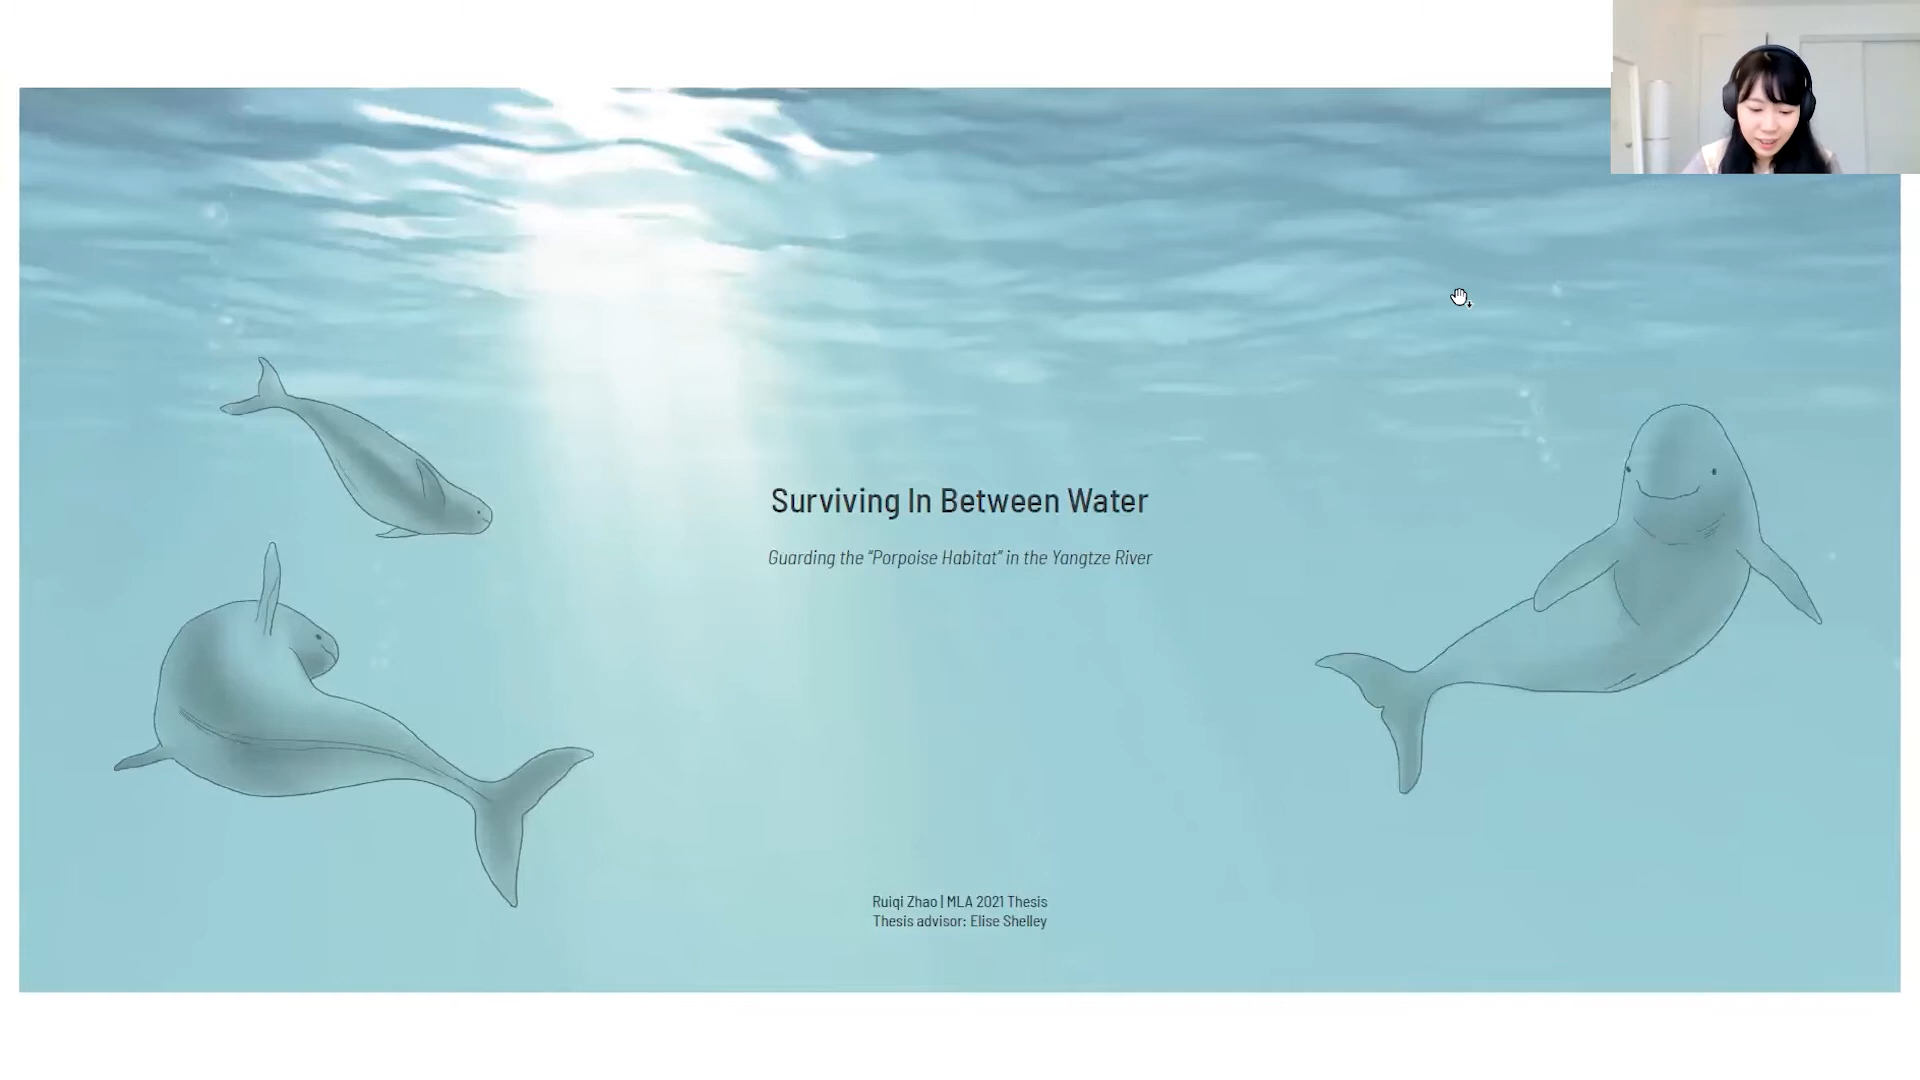 Surviving In Between Water
Guarding the “Porpoise Habitat” in the Yangtze River
Ruiqi Zhao | MLA 2021 Thesis
Thesis advisor: Elise Shelley